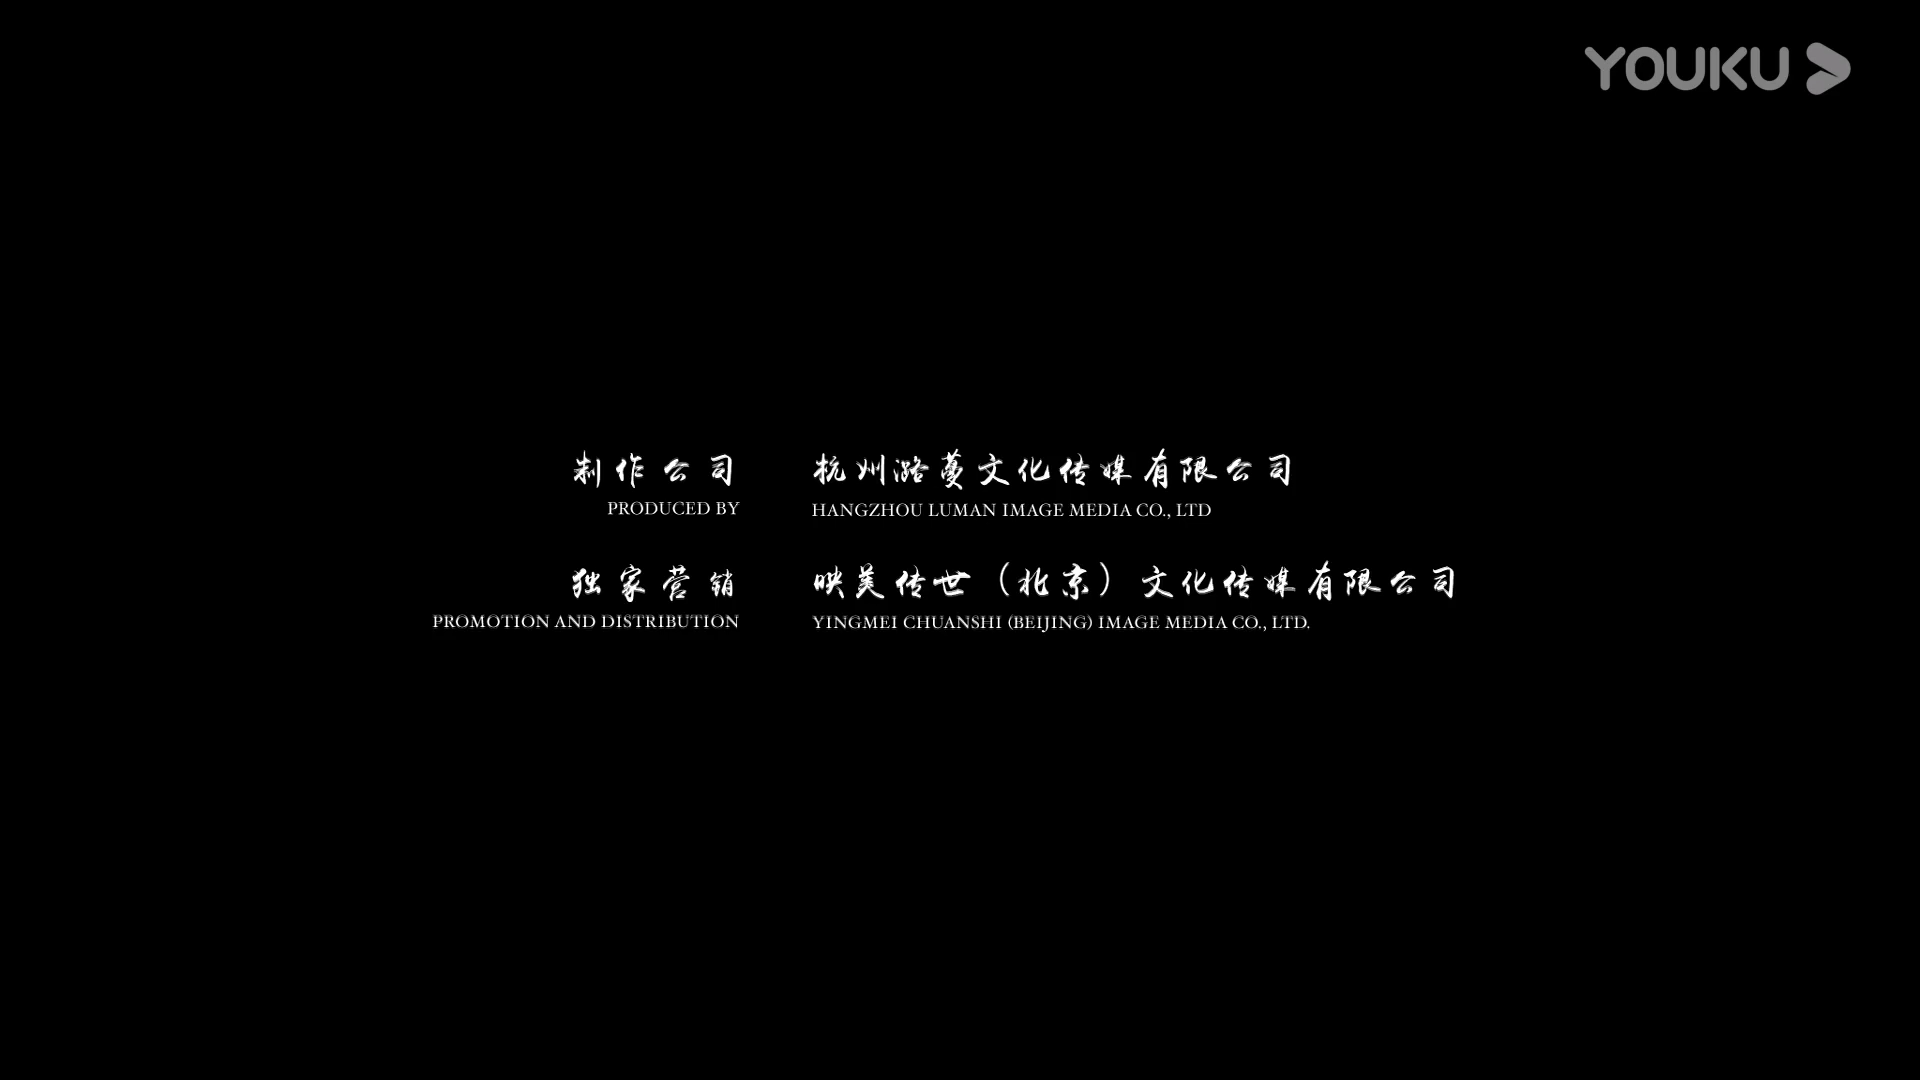 YOUKU
制作公司 杭州潞蔓文化传媒有限公司
PRODUCED BY HANGZHOU LUMAN IMAGE MEDIA CO., LTD
独家营销 映美传世（北京）文化传媒有限公司
PROMOTION AND DISTRIBUTION YINGMEI CHUANSHI (BEIJING) IMAGE MEDIA CO., LTD.